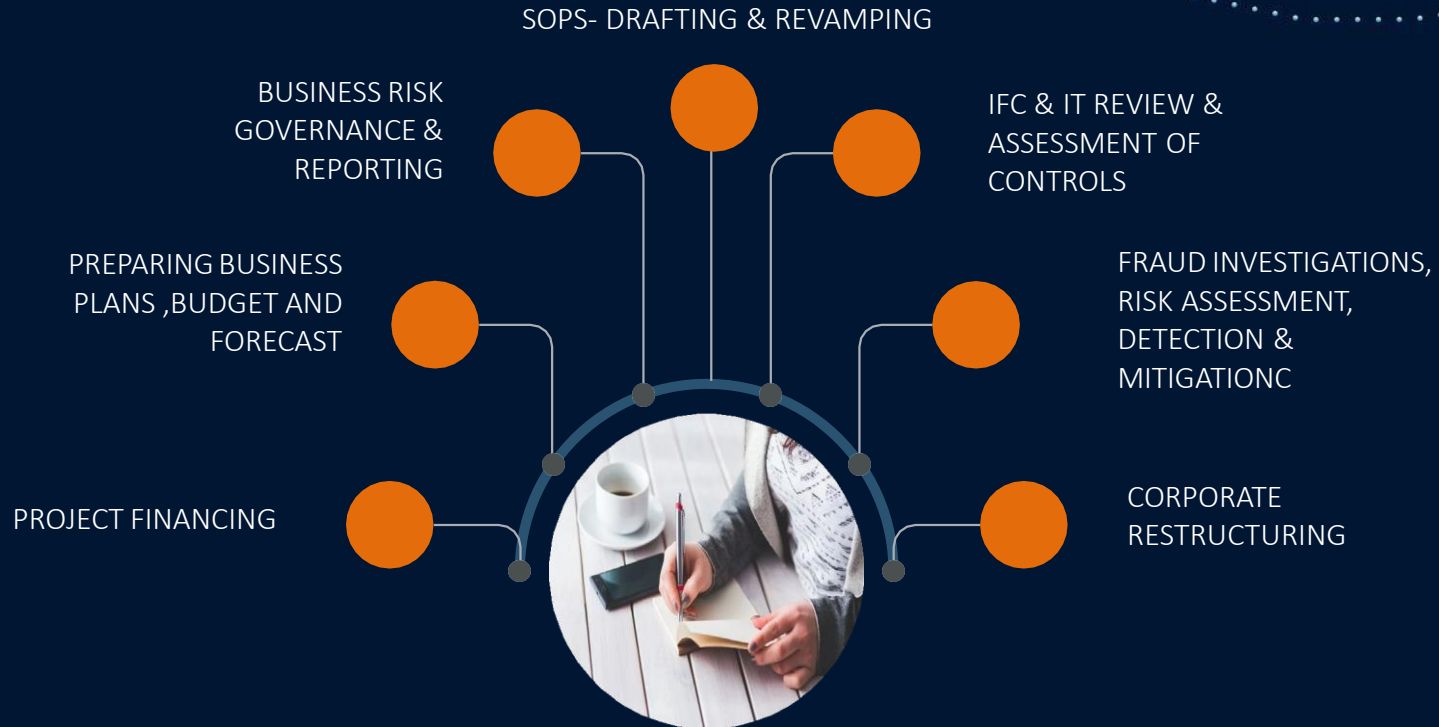 SOPS- DRAFTING & REVAMPING
BUSINESS RISK
GOVERNANCE &
REPORTING
IFC & IT REVIEW &
ASSESSMENT OF
CONTROLS
PREPARING BUSINESS
PLANS ,BUDGET AND
FORECAST
FRAUD INVESTIGATIONS,
RISK ASSESSMENT,
DETECTION &
MITIGATIONC
PROJECT FINANCING
CORPORATE
RESTRUCTURING